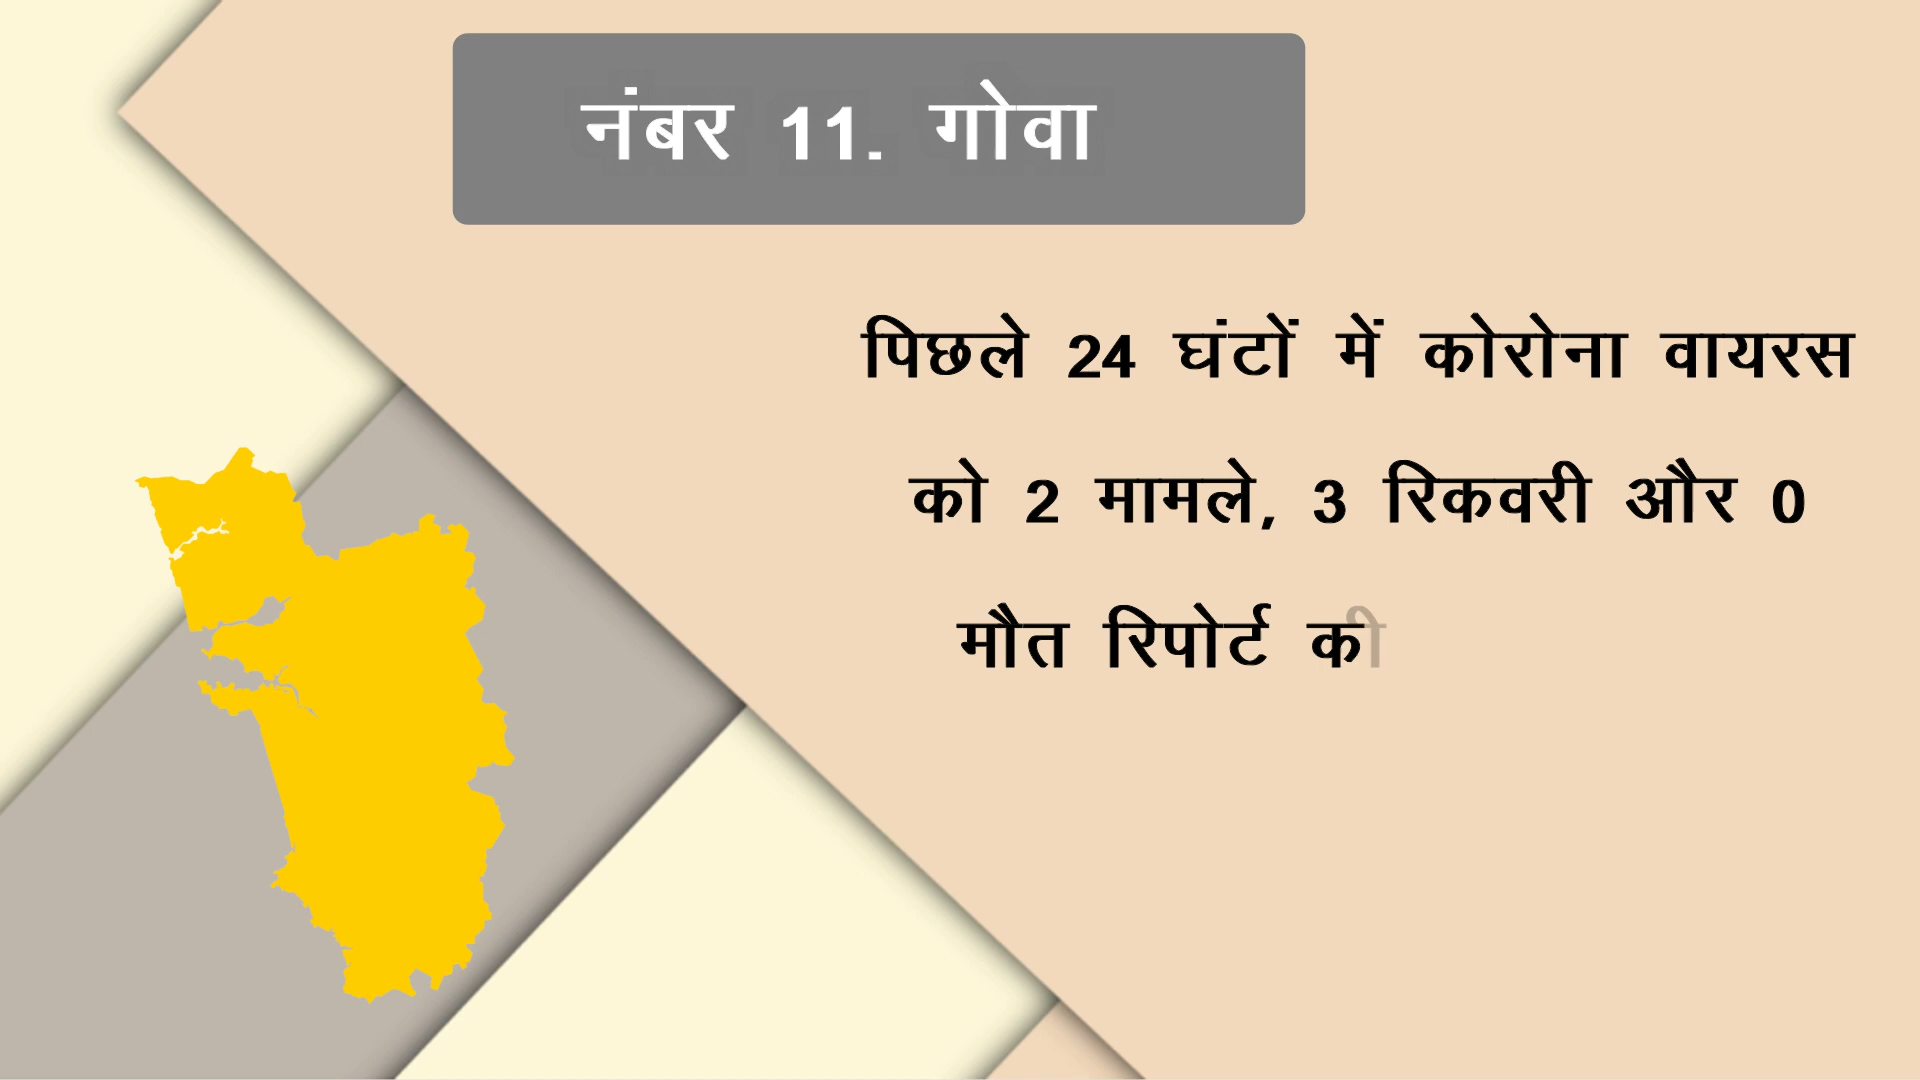 नंबर 11. गोवा
पिछले 24 घंटों में कोरोना वायरस
को 2 मामले, 3 रिकवरी और 0
मौत रिपोर्ट की